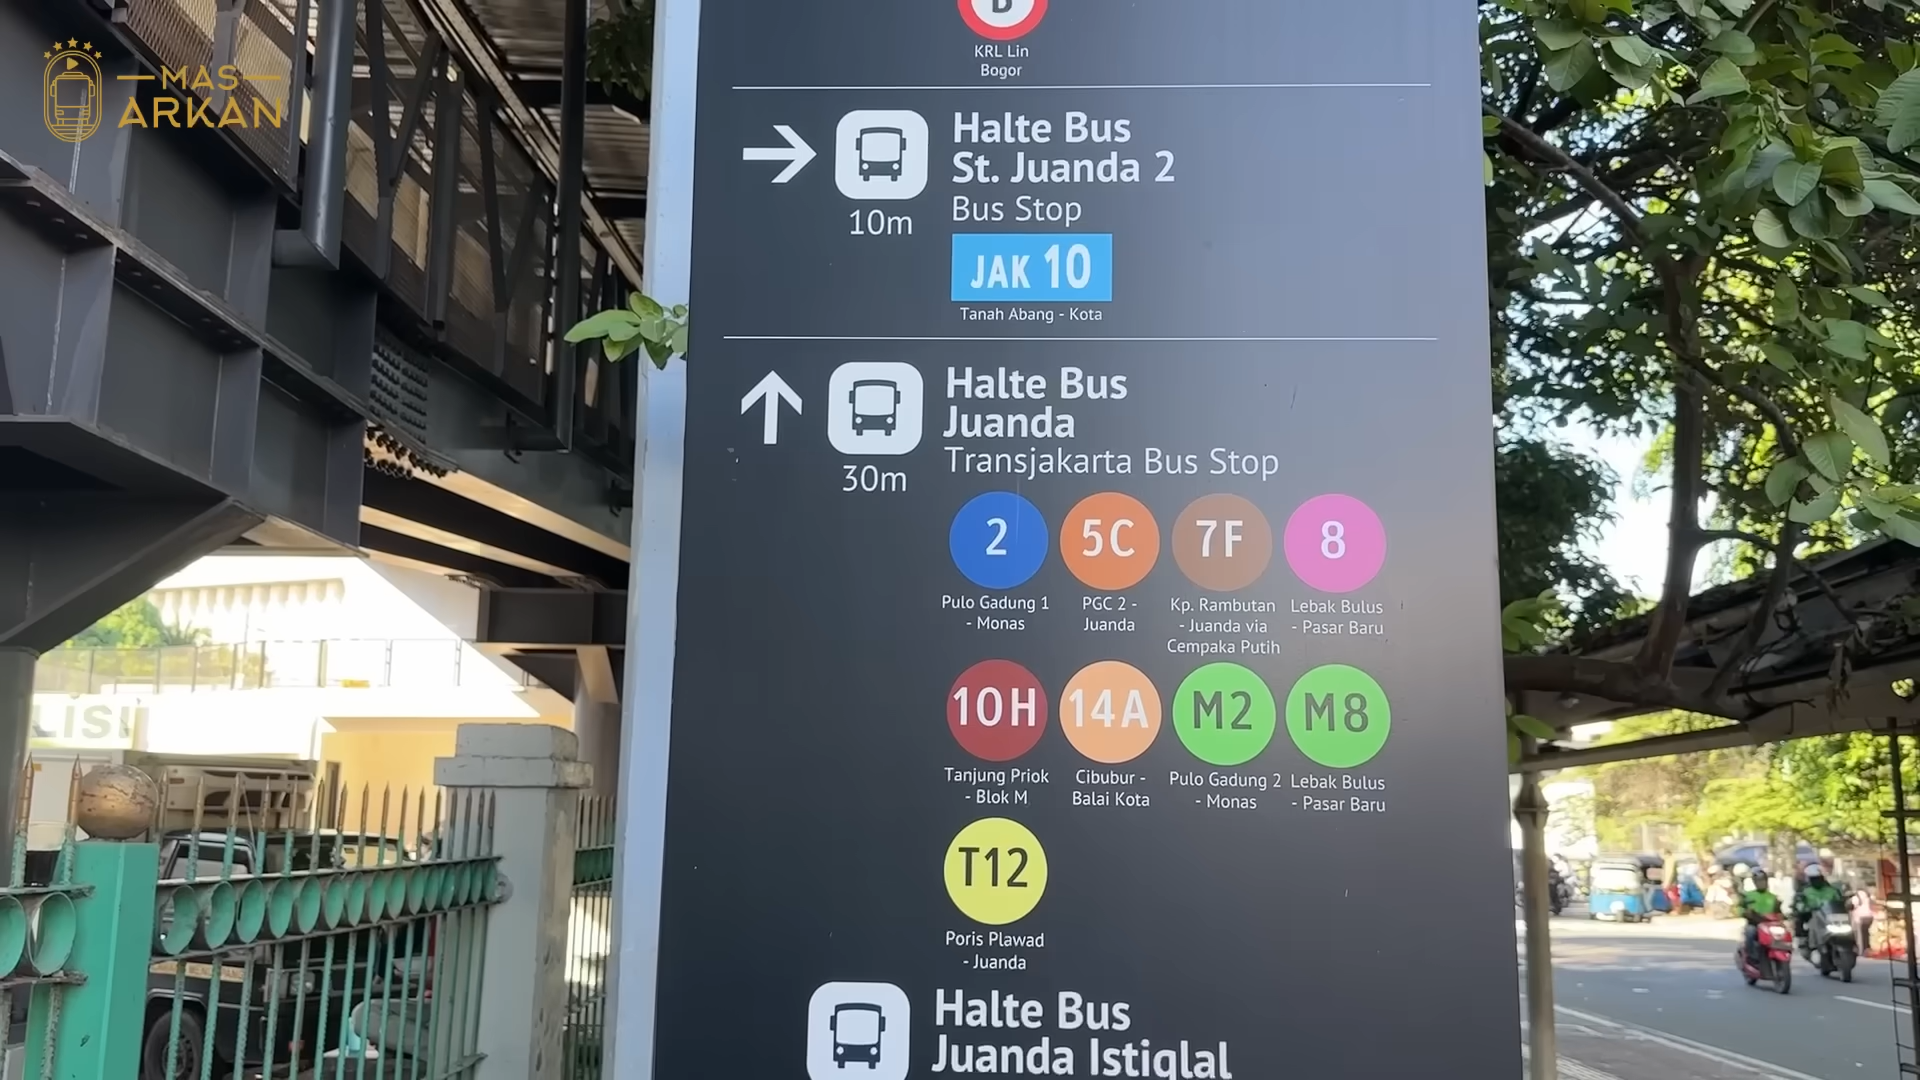 MAS
ARKAN
B
KRL Lin
Bogor
Halte Bus
St. Juanda 2
10m
Bus Stop
JAK 10
Tanah Abang - Kota
Halte Bus
Juanda
Transjakarta Bus Stop
30m
2
5C
7F
8
Pulo Gadung 1
- Monas
PGC 2 -
Juanda
Kp. Rambutan
- Juanda via
Cempaka Putih
Lebak Bulus
- Pasar Baru
10H
14A
M2
M8
Tanjung Priok
- Blok M
Cibubur -
Balai Kota
Pulo Gadung 2
- Monas
Lebak Bulus
- Pasar Baru
T12
Poris Plawad
- Juanda
Halte Bus
Juanda Istiqlal